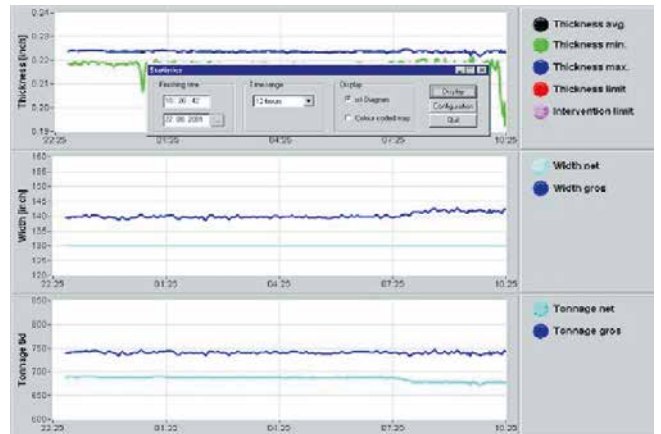 0.24
0.23
0.22
0.21
0.20
0.19
Thickness [inch]
22:25
01:25
04:25
07:25
10:25
Statistics
Finishing time
Time range
12 hours
Display
xd Diagram
Colour coded map
Display
Configuration
Quit
Thickness avg.
Thickness min.
Thickness max.
Thickness limit
Intervention limit
160
155
150
145
140
135
130
125
120
Width [inch]
22:25
01:25
04:25
07:25
10:25
Width net
Width gros
850
800
750
700
650
600
Tonnage t/d
22:25
01:25
04:25
07:25
10:25
Tonnage net
Tonnage gros